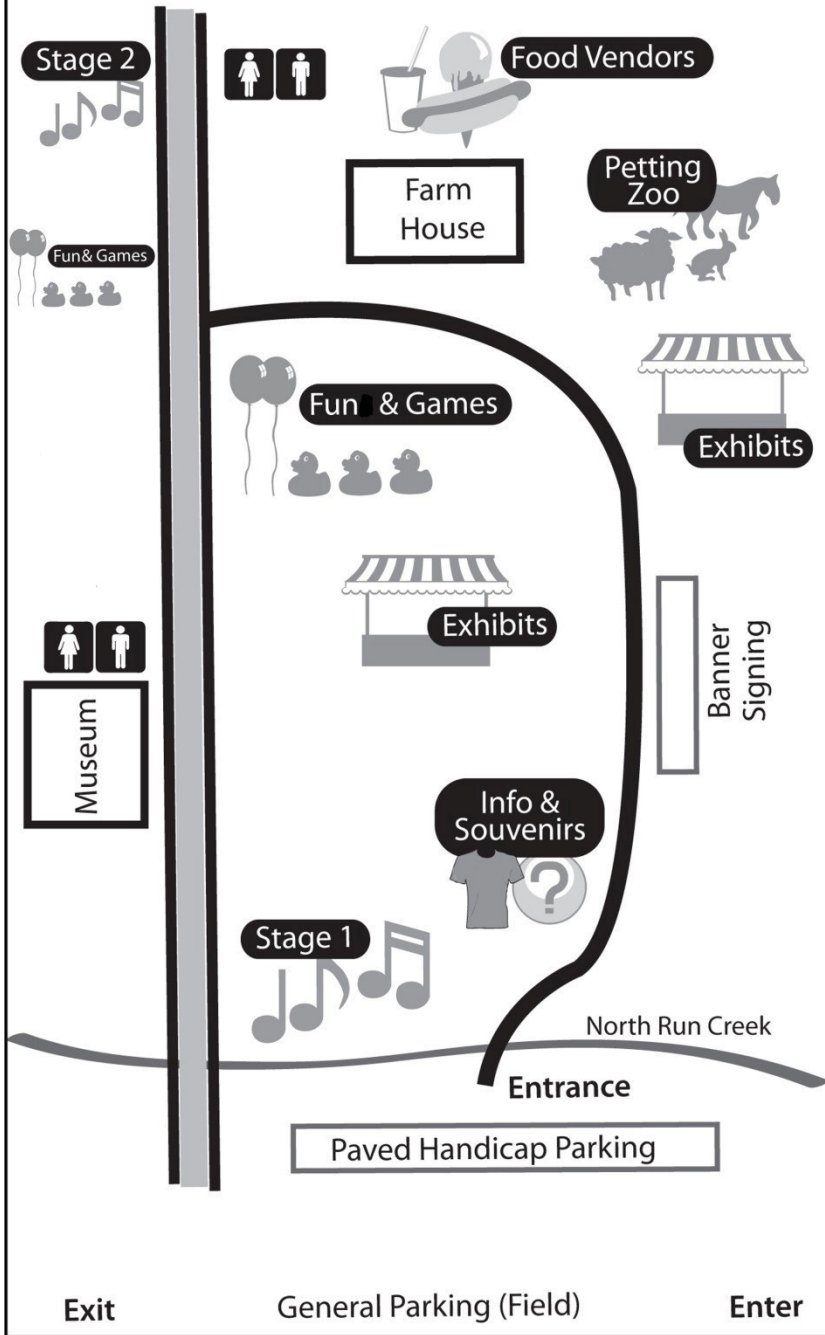 Stage 2
Food Vendors
Petting
Zoo
Farm
House
Fun& Games
Fun & Games
Exhibits
Exhibits
Banner
Signing
Museum
Info &
Souvenirs
?
Stage 1
North Run Creek
Entrance
Paved Handicap Parking
Exit
General Parking (Field)
Enter